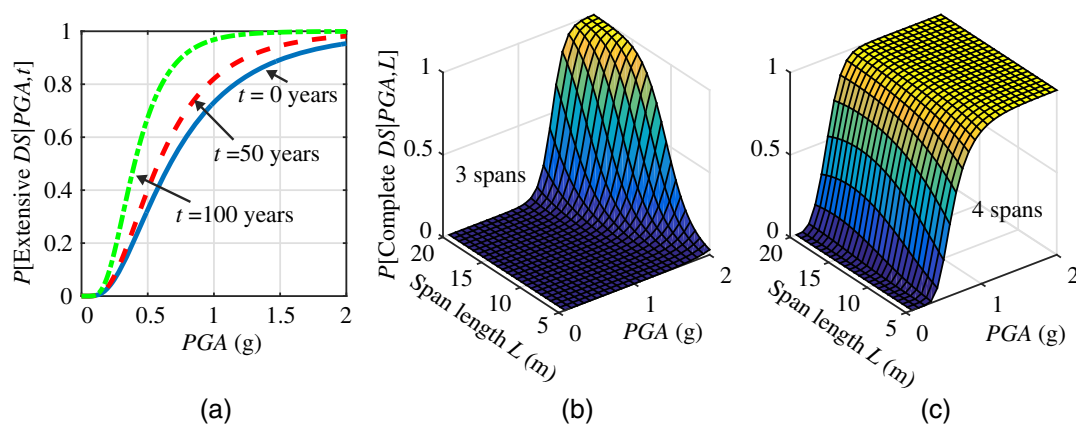 P[Extensive DS|PGA,t]
1
0.8
0.6
0.4
0.2
0
0
0.5
1
1.5
2
PGA (g)
t = 0 years
t =50 years
t =100 years
(a)
P[Complete DS|PGA,L]
1
0.5
0
3 spans
20
15
10
5
Span length L (m)
0
1
2
PGA (g)
(b)
1
0.5
0
4 spans
20
15
10
5
Span length L (m)
0
1
2
PGA (g)
(c)